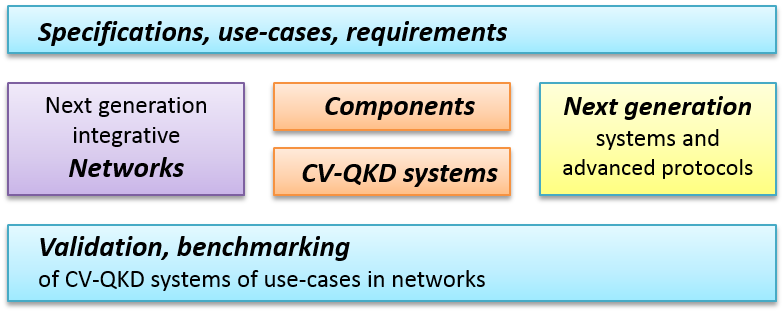 Specifications, use-cases, requirements
Next generation
integrative
Networks
Components
CV-QKD systems
Next generation
systems and
advanced protocols
Validation, benchmarking
of CV-QKD systems of use-cases in networks